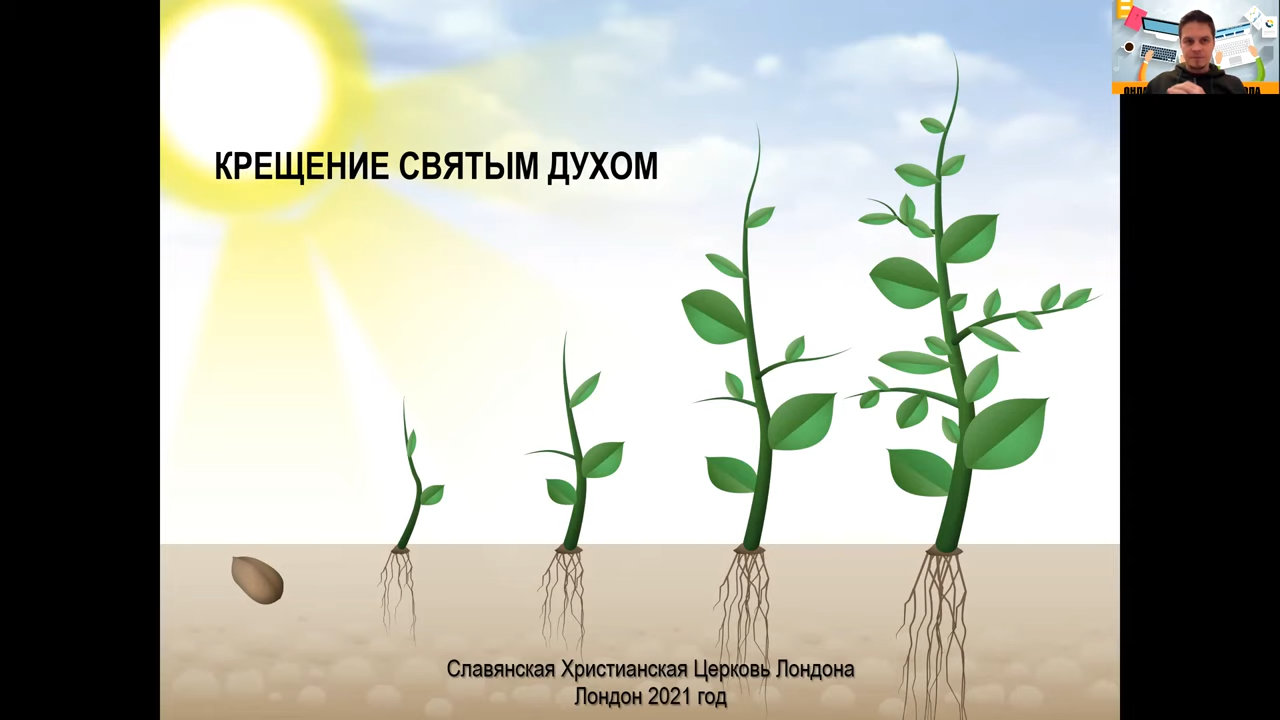 КРЕЩЕНИЕ СВЯТЫМ ДУХОМ
Славянская Христианская Церковь Лондона
Лондон 2021 год